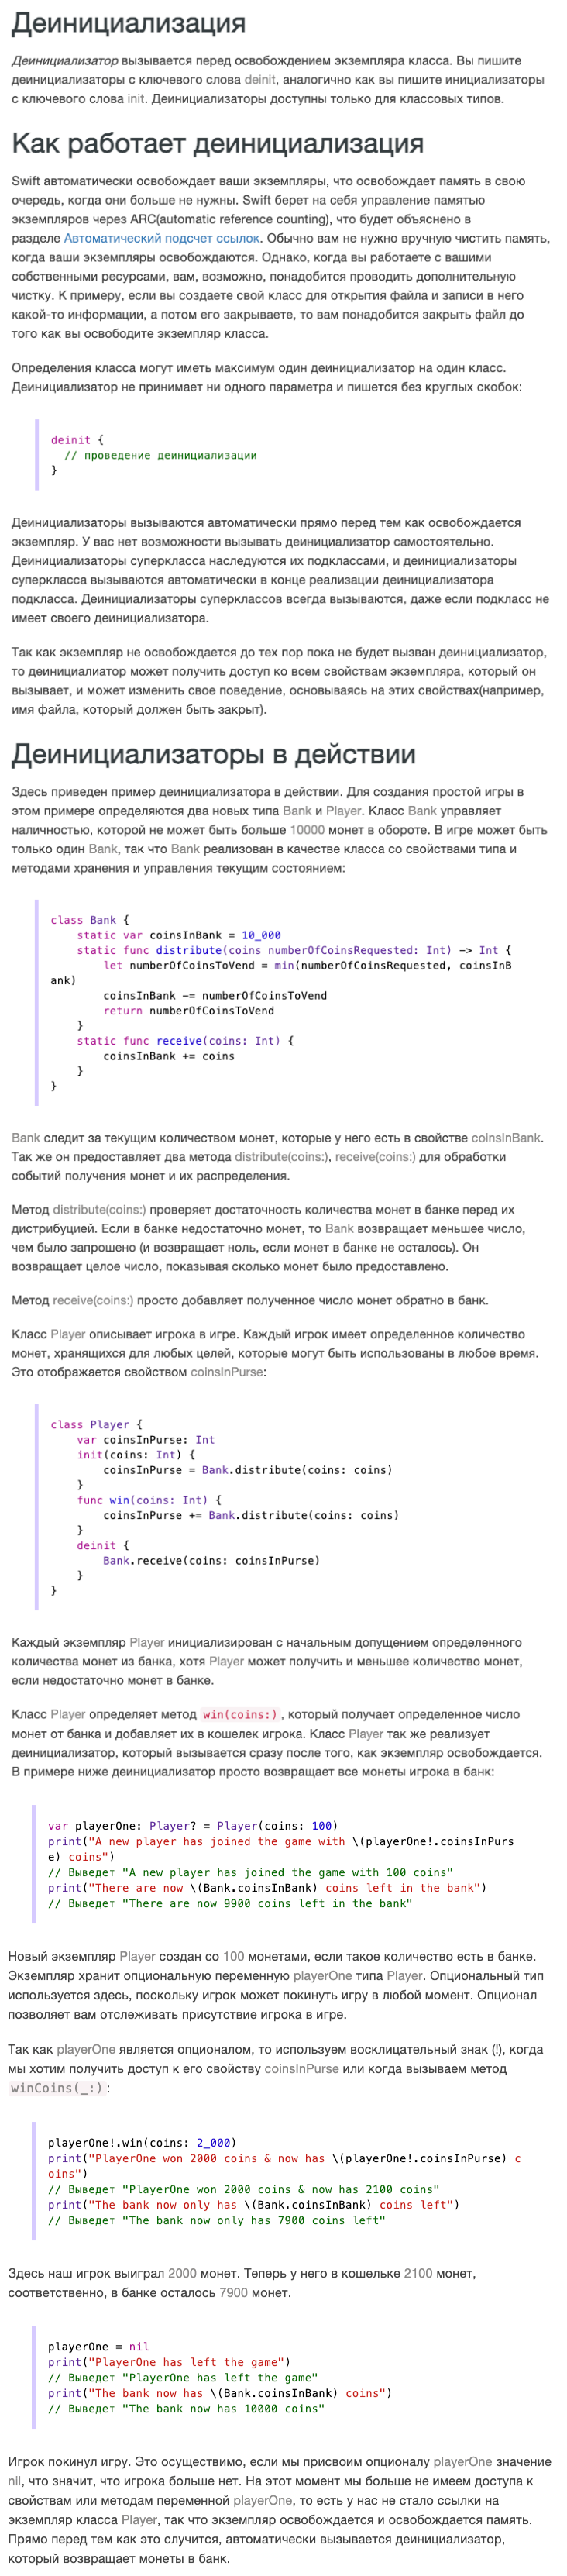 Деинициализация
Деинициализатор вызывается перед освобождением экземпляра класса. Вы пишите
деинициализаторы с ключевого слова deinit, аналогично как вы пишите инициализаторы
с ключевого слова init. Деинициализаторы доступны только для классовых типов.
Как работает деинициализация
Swift автоматически освобождает ваши экземпляры, что освобождает память в свою
очередь, когда они больше не нужны. Swift берет на себя управление памятью
экземпляров через ARC(automatic reference counting), что будет объяснено в
разделе Автоматический подсчет ссылок. Обычно вам не нужно вручную чистить память,
когда ваши экземпляры освобождаются. Однако, когда вы работаете с вашими
собственными ресурсами, вам, возможно, понадобится проводить дополнительную
чистку. К примеру, если вы создаете свой класс для открытия файла и записи в него
какой-то информации, а потом его закрываете, то вам понадобится закрыть файл до
того как вы освободите экземпляр класса.
Определения класса могут иметь максимум один деинициализатор на один класс.
Деинициализатор не принимает ни одного параметра и пишется без круглых скобок:
deinit {
  // проведение деинициализации
}
Деинициализаторы вызываются автоматически прямо перед тем как освобождается
экземпляр. У вас нет возможности вызывать деинициализатор самостоятельно.
Деинициализаторы суперкласса наследуются их подклассами, и деинициализаторы
суперкласса вызываются автоматически в конце реализации деинициализатора
подкласса. Деинициализаторы суперклассов всегда вызываются, даже если подкласс не
имеет своего деинициализатора.
Так как экземпляр не освобождается до тех пор пока не будет вызван деинициализатор,
то деинициалиатор может получить доступ ко всем свойствам экземпляра, который он
вызывает, и может изменить свое поведение, основываясь на этих свойствах(например,
имя файла, который должен быть закрыт).
Деинициализаторы в действии
Здесь приведен пример деинициализатора в действии. Для создания простой игры в
этом примере определяются два новых типа Bank и Player. Класс Bank управляет
наличностью, которой не может быть больше 10000 монет в обороте. В игре может быть
только один Bank, так что Bank реализован в качестве класса со свойствами типа и
методами хранения и управления текущим состоянием:
class Bank {
    static var coinsInBank = 10_000
    static func distribute(coins numberOfCoinsRequested: Int) -> Int {
        let numberOfCoinsToVend = min(numberOfCoinsRequested, coinsInB
ank)
        coinsInBank -= numberOfCoinsToVend
        return numberOfCoinsToVend
    }
    static func receive(coins: Int) {
        coinsInBank += coins
    }
}
Bank следит за текущим количеством монет, которые у него есть в свойстве coinsInBank.
Так же он предоставляет два метода distribute(coins:), receive(coins:) для обработки
событий получения монет и их распределения.
Метод distribute(coins:) проверяет достаточность количества монет в банке перед их
дистрибуцией. Если в банке недостаточно монет, то Bank возвращает меньшее число,
чем было запрошено (и возвращает ноль, если монет в банке не осталось). Он
возвращает целое число, показывая сколько монет было предоставлено.
Метод receive(coins:) просто добавляет полученное число монет обратно в банк.
Класс Player описывает игрока в игре. Каждый игрок имеет определенное количество
монет, хранящихся для любых целей, которые могут быть использованы в любое время.
Это отображается свойством coinsInPurse:
class Player {
    var coinsInPurse: Int
    init(coins: Int) {
        coinsInPurse = Bank.distribute(coins: coins)
    }
    func win(coins: Int) {
        coinsInPurse += Bank.distribute(coins: coins)
    }
    deinit {
        Bank.receive(coins: coinsInPurse)
    }
}
Каждый экземпляр Player инициализирован с начальным допущением определенного
количества монет из банка, хотя Player может получить и меньшее количество монет,
если недостаточно монет в банке.
Класс Player определяет метод win(coins:), который получает определенное число
монет от банка и добавляет их в кошелек игрока. Класс Player так же реализует
деинициализатор, который вызывается сразу после того, как экземпляр освобождается.
В примере ниже деинициализатор просто возвращает все монеты игрока в банк:
var playerOne: Player? = Player(coins: 100)
print("A new player has joined the game with \(playerOne!.coinsInPurs
e) coins")
// Выведет "A new player has joined the game with 100 coins"
print("There are now \(Bank.coinsInBank) coins left in the bank")
// Выведет "There are now 9900 coins left in the bank"
Новый экземпляр Player создан со 100 монетами, если такое количество есть в банке.
Экземпляр хранит опциональную переменную playerOne типа Player. Опциональный тип
используется здесь, поскольку игрок может покинуть игру в любой момент. Опционал
позволяет вам отслеживать присутствие игрока в игре.
Так как playerOne является опционалом, то используем восклицательный знак (!), когда
мы хотим получить доступ к его свойству coinsInPurse или когда вызываем метод
winCoins(_:):
playerOne!.win(coins: 2_000)
print("PlayerOne won 2000 coins & now has \(playerOne!.coinsInPurse) c
oins")
// Выведет "PlayerOne won 2000 coins & now has 2100 coins"
print("The bank now only has \(Bank.coinsInBank) coins left")
// Выведет "The bank now only has 7900 coins left"
Здесь наш игрок выиграл 2000 монет. Теперь у него в кошельке 2100 монет,
соответственно, в банке осталось 7900 монет.
playerOne = nil
print("PlayerOne has left the game")
// Выведет "PlayerOne has left the game"
print("The bank now has \(Bank.coinsInBank) coins")
// Выведет "The bank now has 10000 coins"
Игрок покинул игру. Это осуществимо, если мы присвоим опционалу playerOne значение
nil, что значит, что игрока больше нет. На этот момент мы больше не имеем доступа к
свойствам или методам переменной playerOne, то есть у нас не стало ссылки на
экземпляр класса Player, так что экземпляр освобождается и освобождается память.
Прямо перед тем как это случится, автоматически вызывается деинициализатор,
который возвращает монеты в банк.